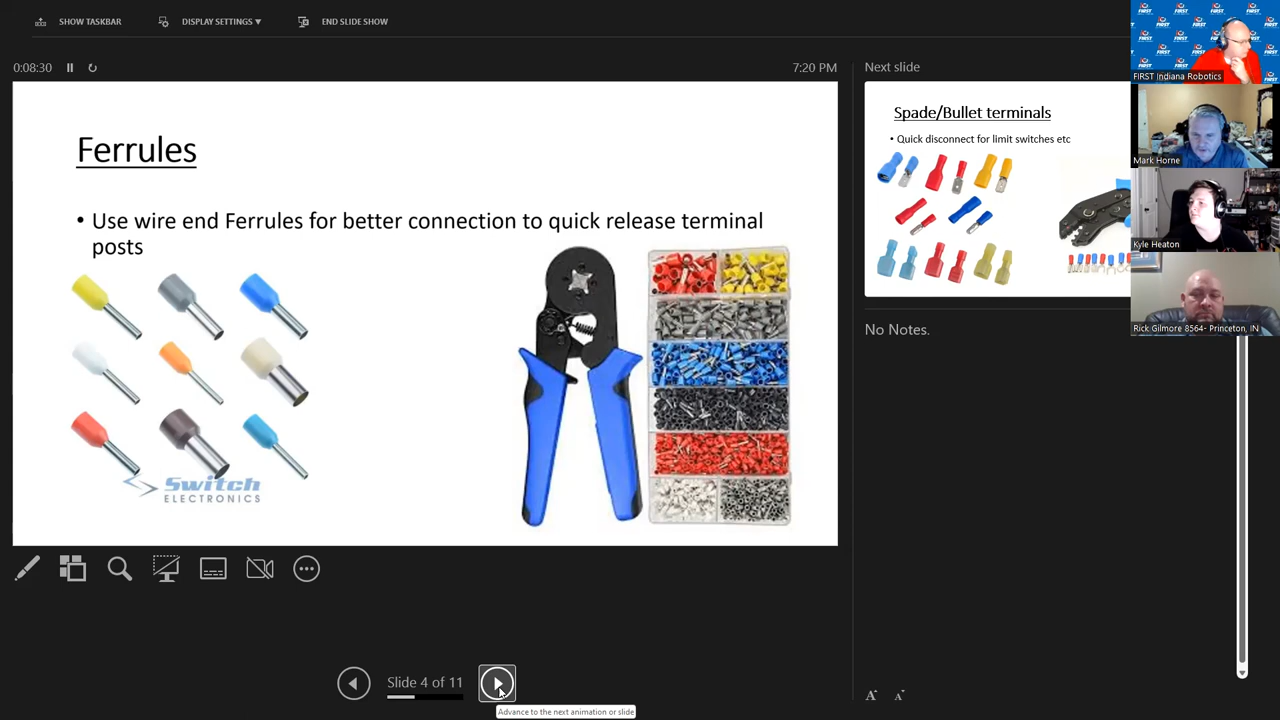 SHOW TASKBAR
DISPLAY SETTINGS ▼
END SLIDE SHOW
0:08:30
7:20 PM
Ferrules
• Use wire end Ferrules for better connection to quick release terminal
posts
Switch
ELECTRONICS
Slide 4 of 11
Advance to the next animation or slide
Next slide
Spade/Bullet terminals
• Quick disconnect for limit switches etc
No Notes.
A
A
FIRST Indiana Robotics
Mark Horne
Kyle Heaton
Rick Gilmore 8564- Princeton, IN